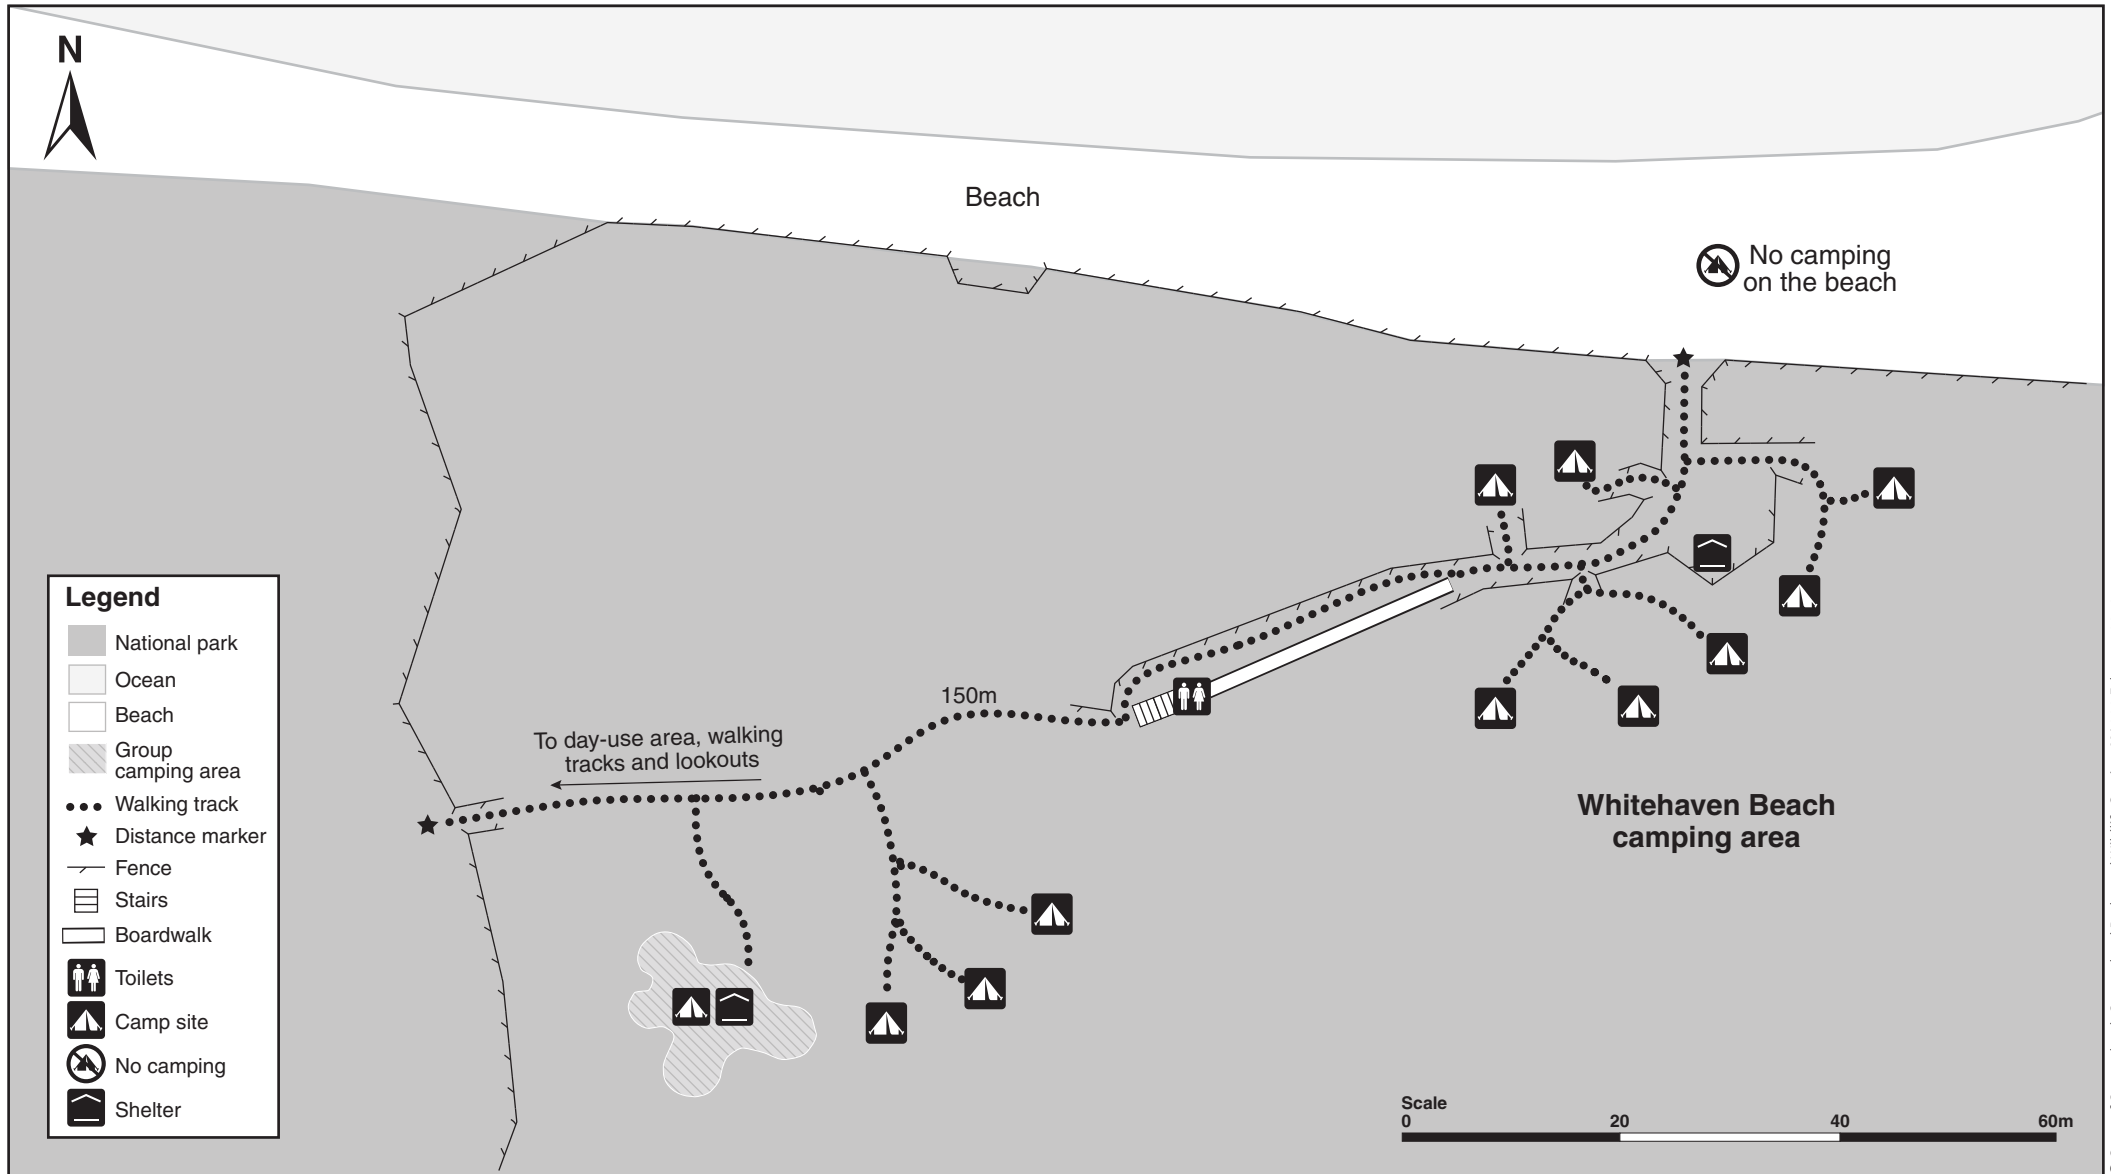 N
Beach
No camping
on the beach
150m
To day-use area, walking
tracks and lookouts
Whitehaven Beach
camping area
Legend
National park
Ocean
Beach
Group
camping area
Walking track
Distance marker
Fence
Stairs
Boardwalk
Toilets
Camp site
No camping
Shelter
Scale
0 20 40 60m